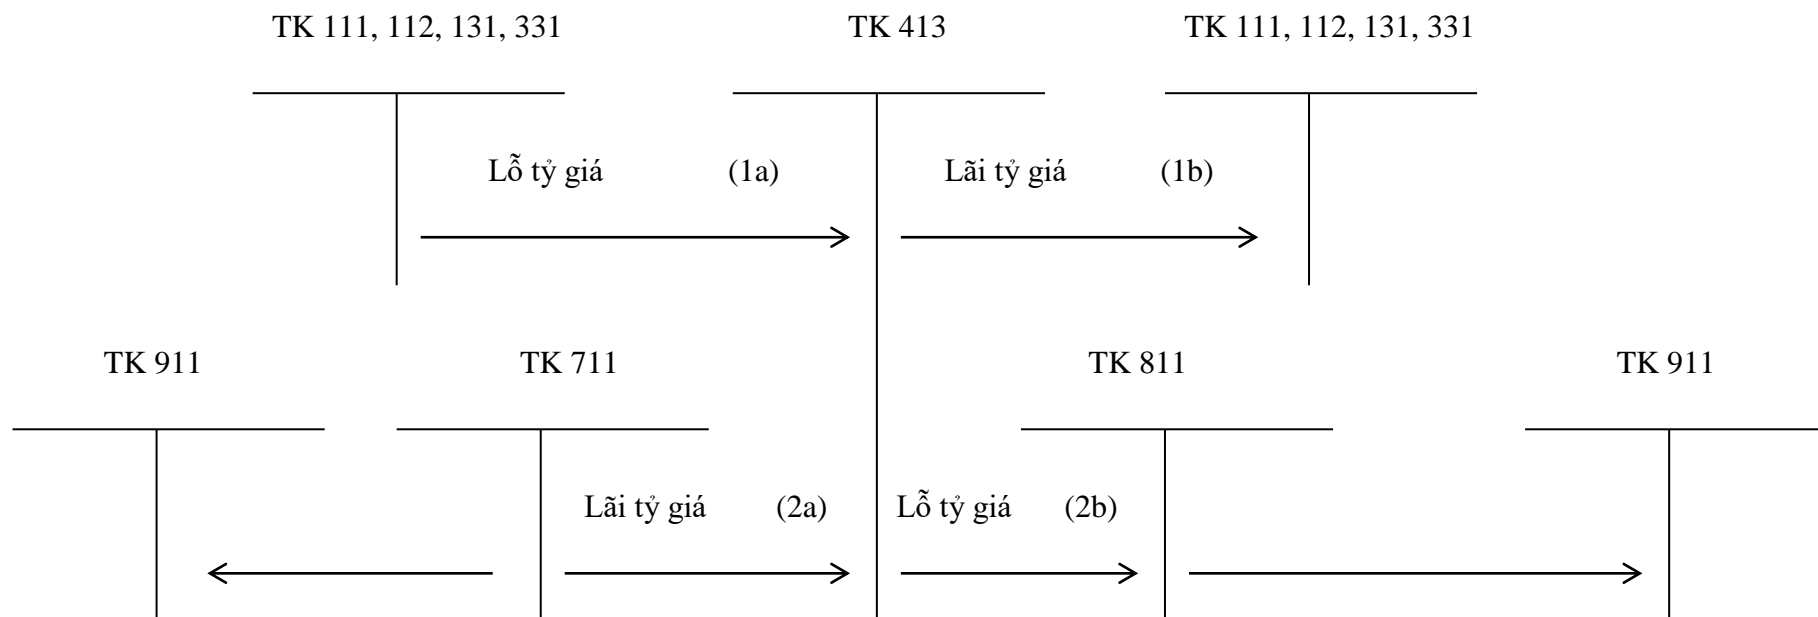 TK 111, 112, 131, 331 TK 413 TK 111, 112, 131, 331
Lỗ tỷ giá (1a) Lãi tỷ giá (1b)
TK 911 TK 711 TK 811 TK 911
Lãi tỷ giá (2a) Lỗ tỷ giá (2b)